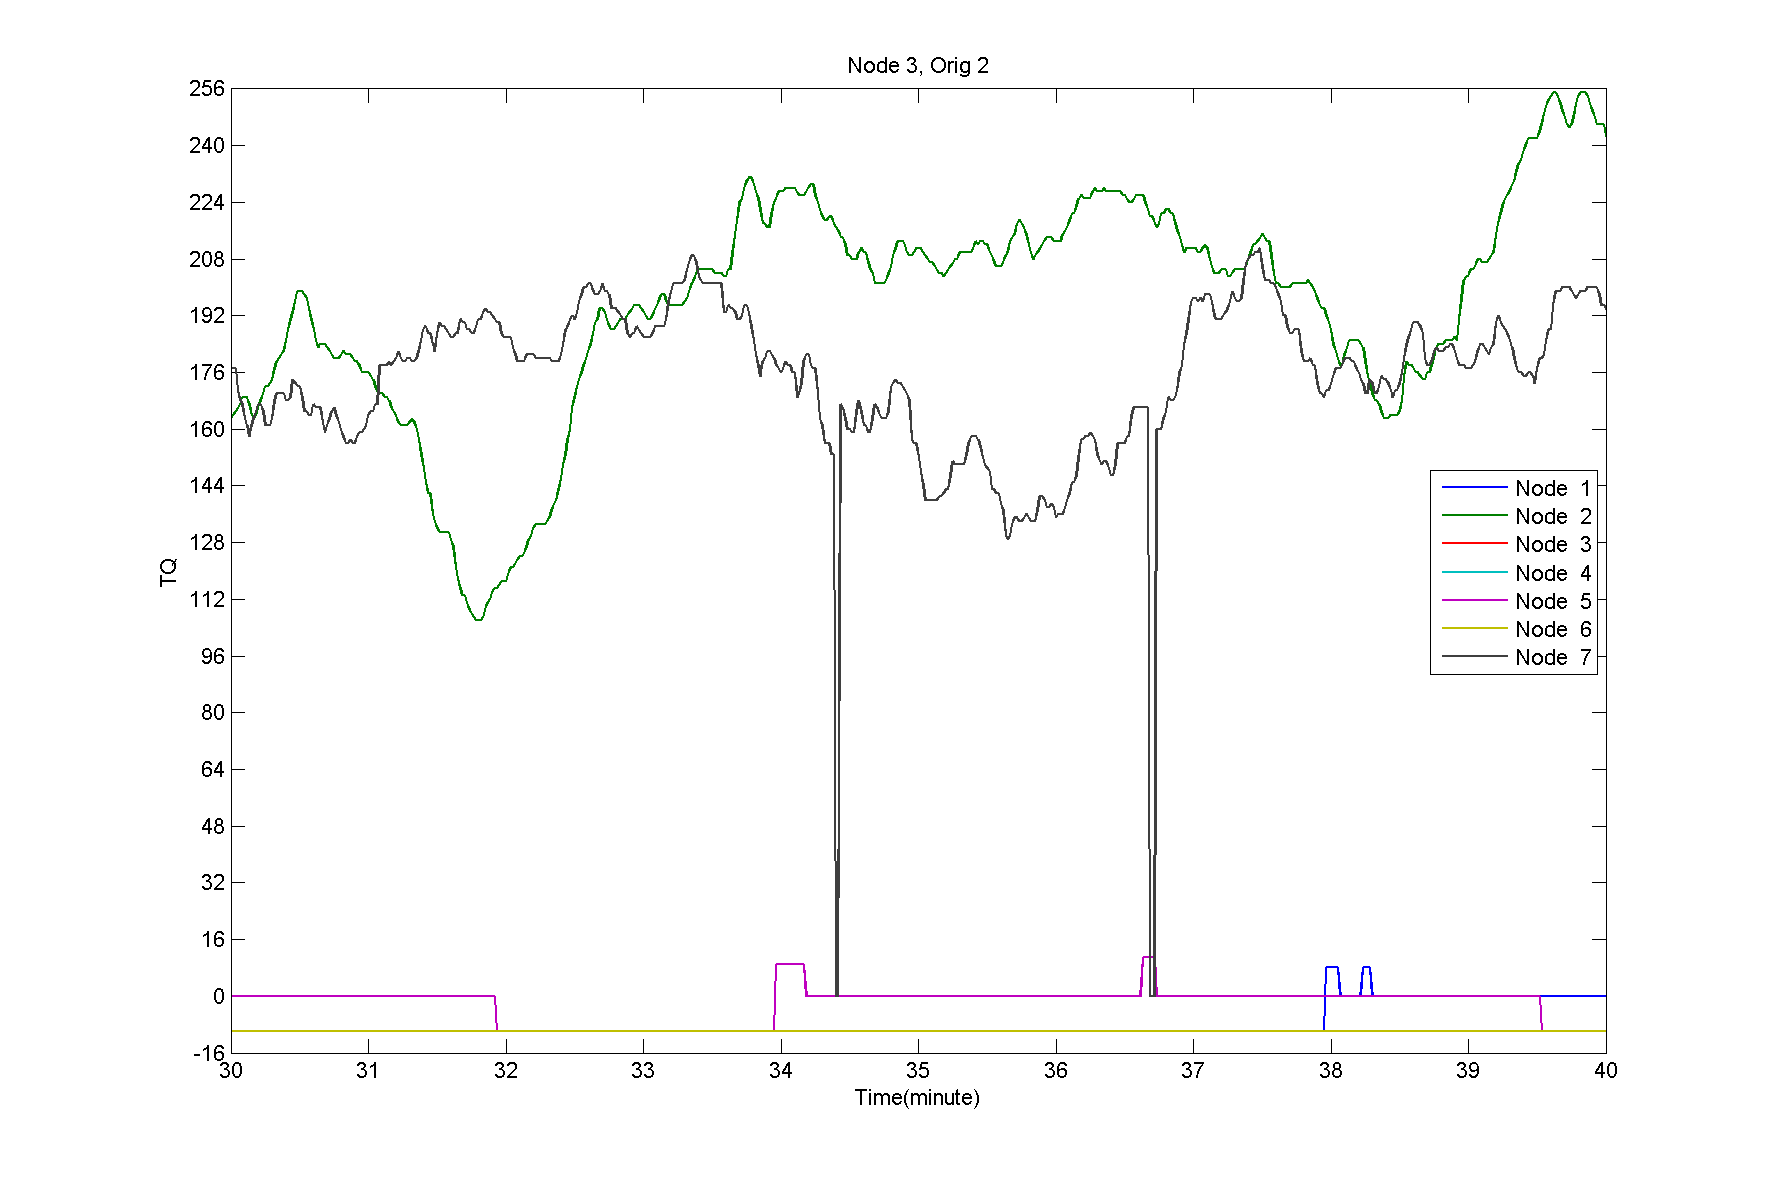 Node 3, Orig 2
256
240
224
208
192
176
160
144
128
112
96
80
64
48
32
16
0
-16
TQ
Node 1
Node 2
Node 3
Node 4
Node 5
Node 6
Node 7
30 31 32 33 34 35 36 37 38 39 40
Time(minute)